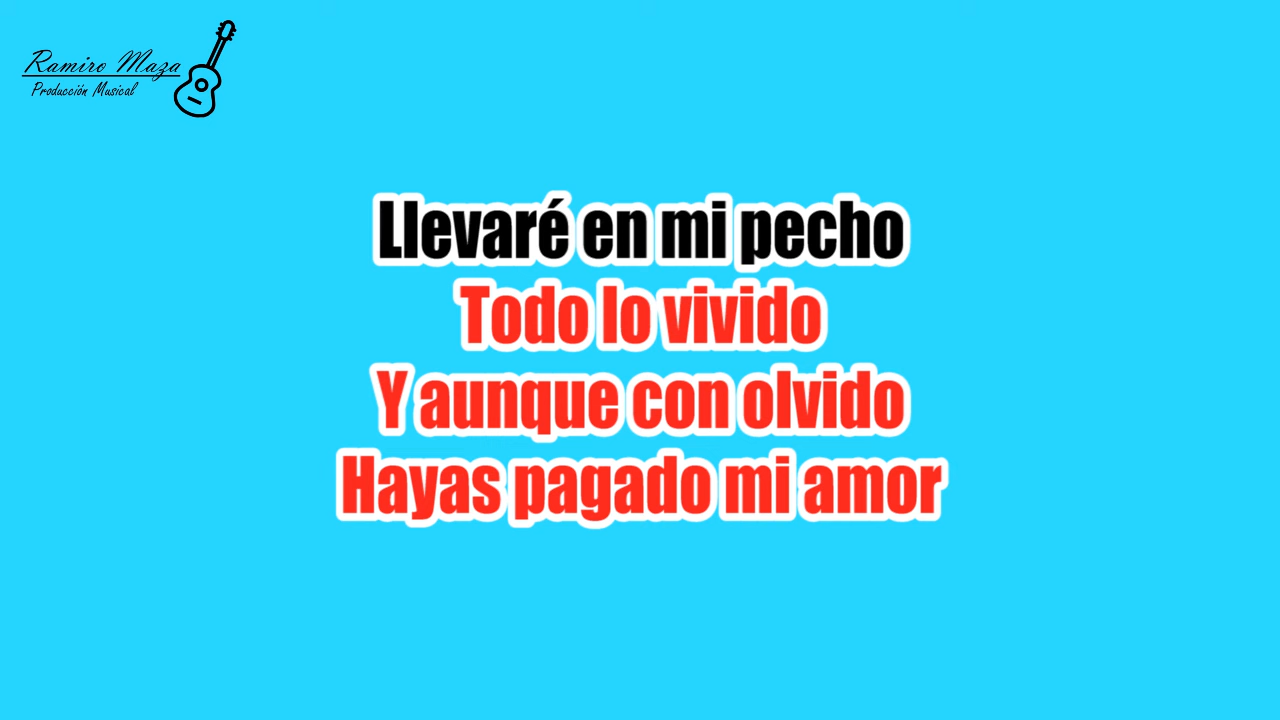 Ramiro Maza
Producción Musical
Llevaré en mi pecho
Todo lo vivido
Y aunque con olvido
Hayas pagado mi amor